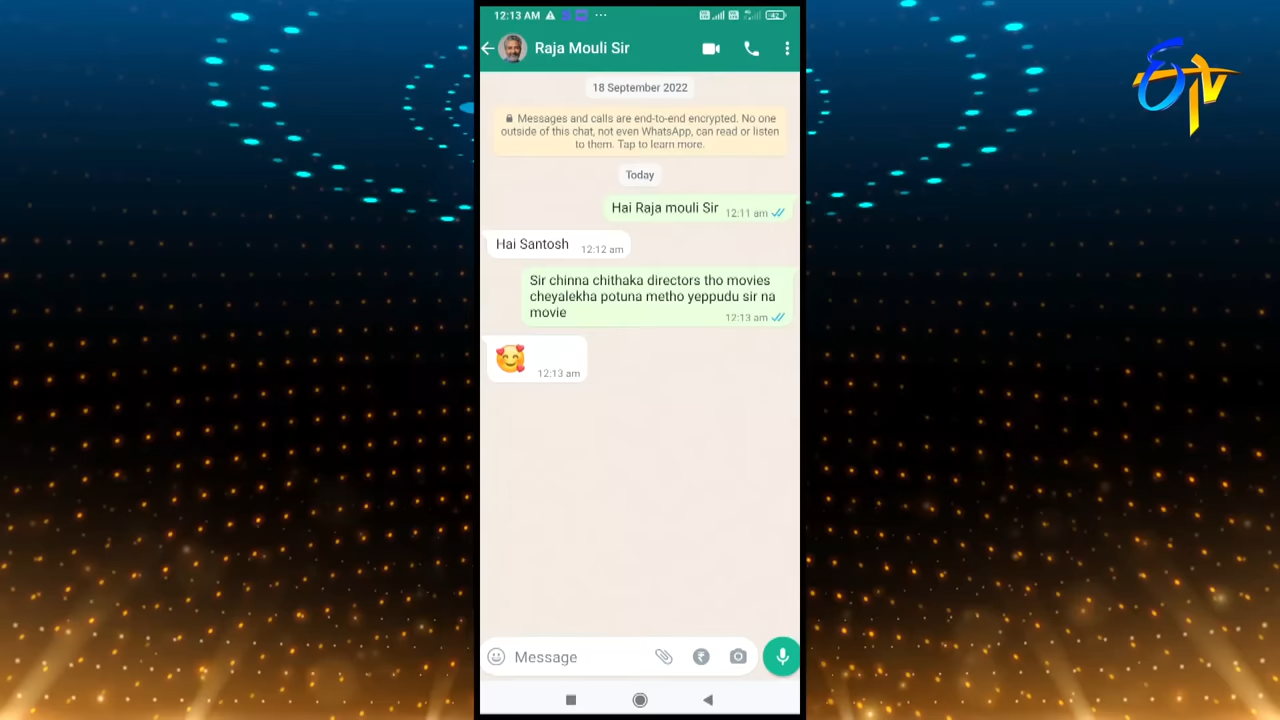 12:13 AM
42
Raja Mouli Sir
18 September 2022
Messages and calls are end-to-end encrypted. No one
outside of this chat, not even WhatsApp, can read or listen
to them. Tap to learn more.
Today
Hai Raja mouli Sir 12:11 am
Hai Santosh 12:12 am
Sir chinna chithaka directors tho movies
cheyalekha potuna metho yeppudu sir na
movie
12:13 am
12:13 am
Message
ఈTV